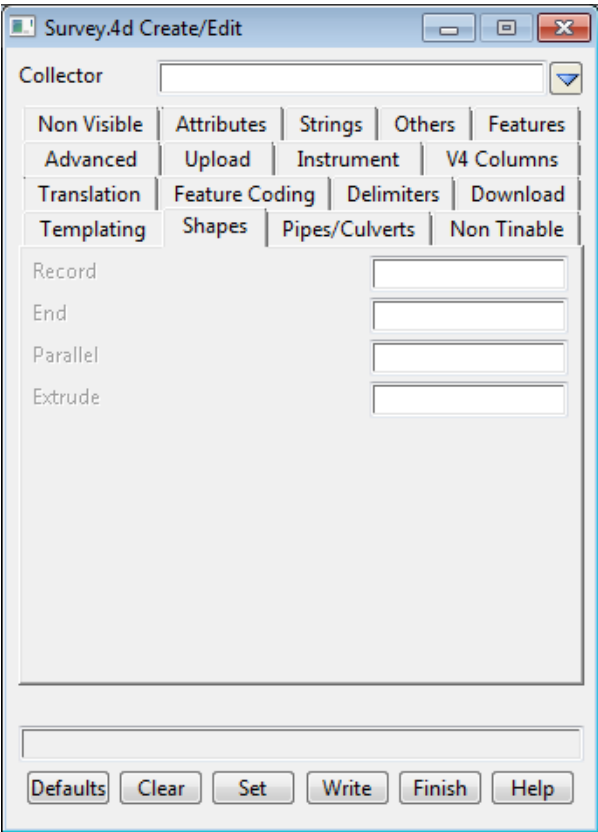 Survey.4d Create/Edit
Collector
Non Visible Attributes Strings Others Features
Advanced Upload Instrument V4 Columns
Translation Feature Coding Delimiters Download
Templating Shapes Pipes/Culverts Non Tinable
Record
End
Parallel
Extrude
Defaults Clear Set Write Finish Help